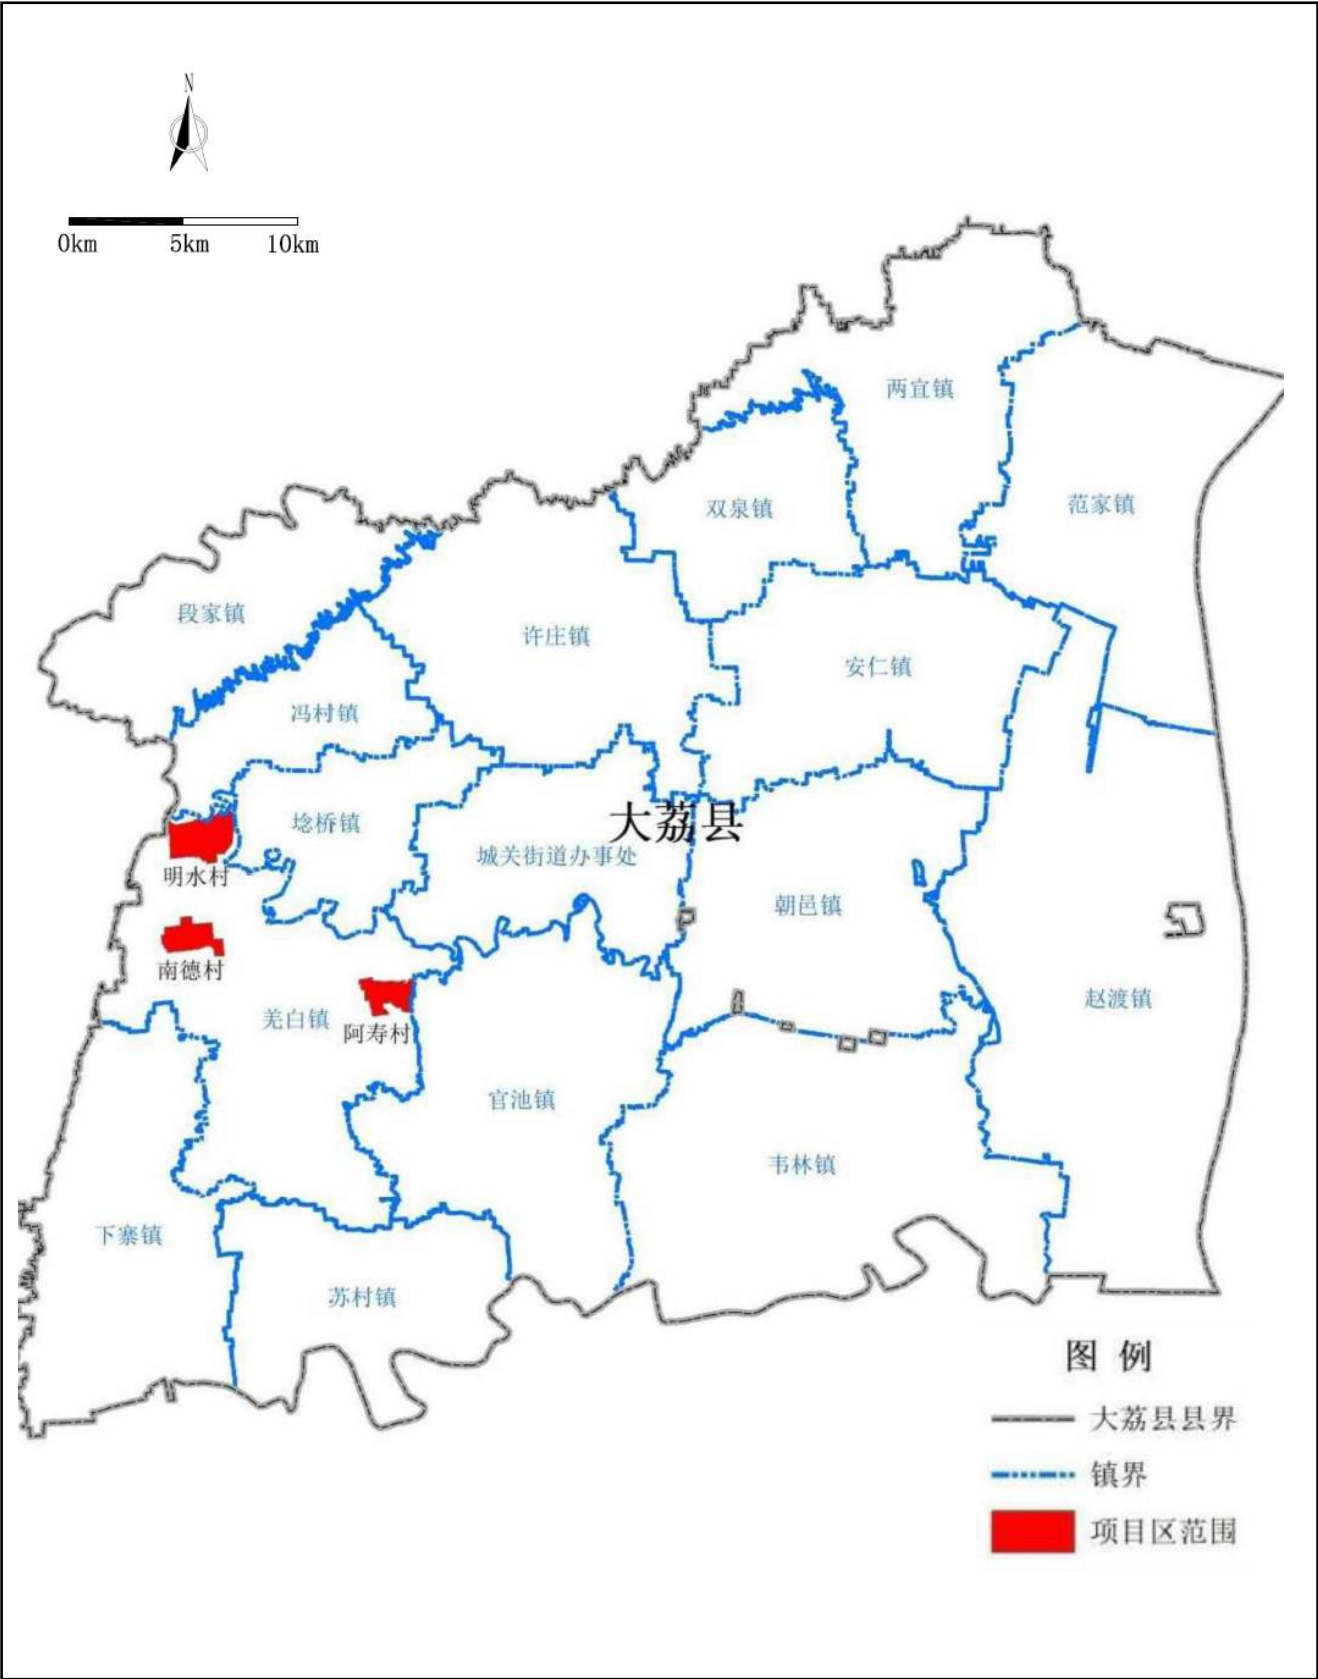 N
0km 5km 10km
两宜镇
范家镇
双泉镇
段家镇
许庄镇
安仁镇
冯村镇
埝桥镇
大荔县
城关街道办事处
明水村
朝邑镇
南德村
羌白镇
阿寿村
赵渡镇
官池镇
韦林镇
下寨镇
苏村镇
图例
大荔县县界
镇界
项目区范围